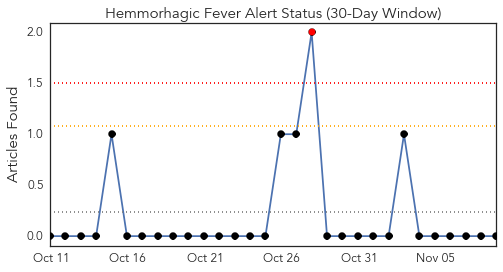 Hemmorhagic Fever Alert Status (30-Day Window)
Articles Found
2.0
1.5
1.0
0.5
0.0
Oct 11 Oct 16 Oct 21 Oct 26 Oct 31 Nov 05